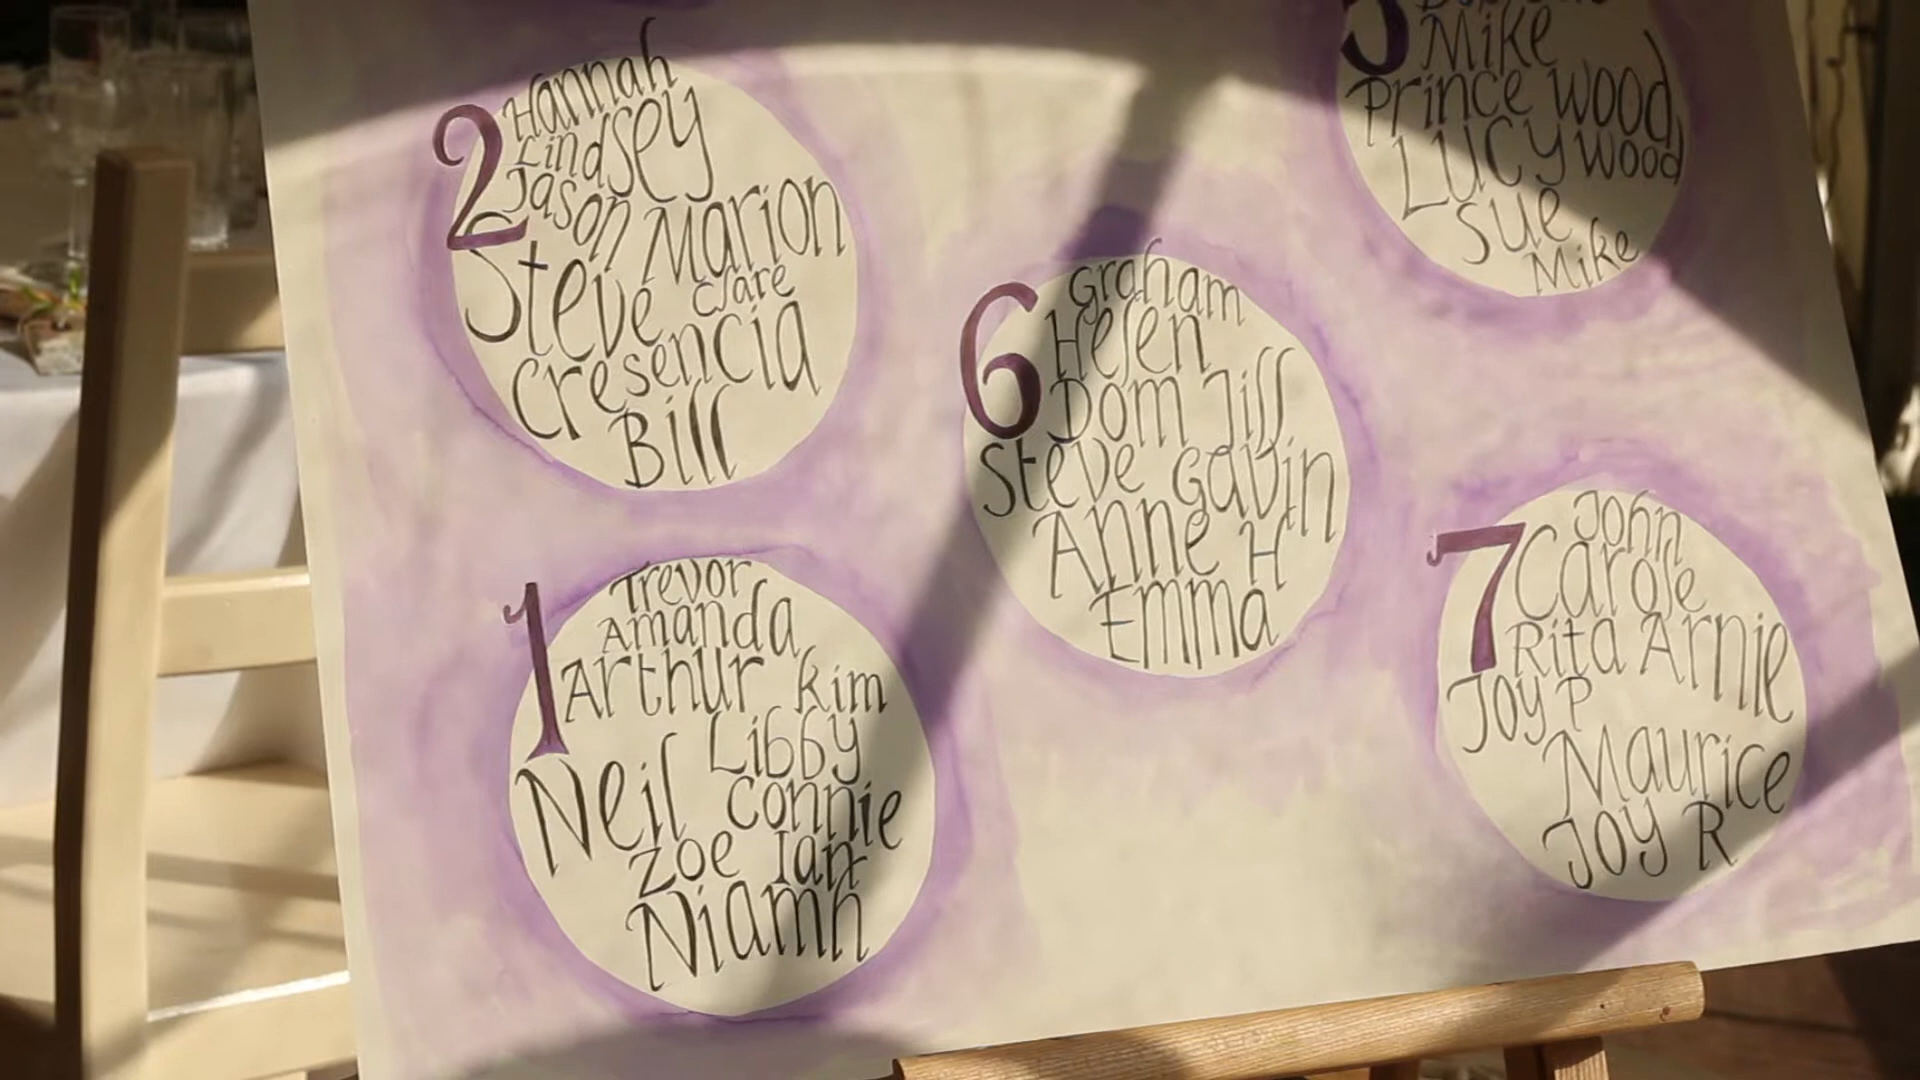 2
Hannah
Lindsey
Jason Marion
Steve Clare
Cresencia
Bill
1
Trevor
Amanda
Arthur Kim
Libby
Neil Connie
Zoe Ian
Niamh
6
Graham
Helen
Dom Jill
Steve Gavin
Anne H
Emma
Mike
Prince Wood
Lucy Wood
Sue
Mike
7
John
Carole
Rita Arnie
Joy P
Maurice
Joy R